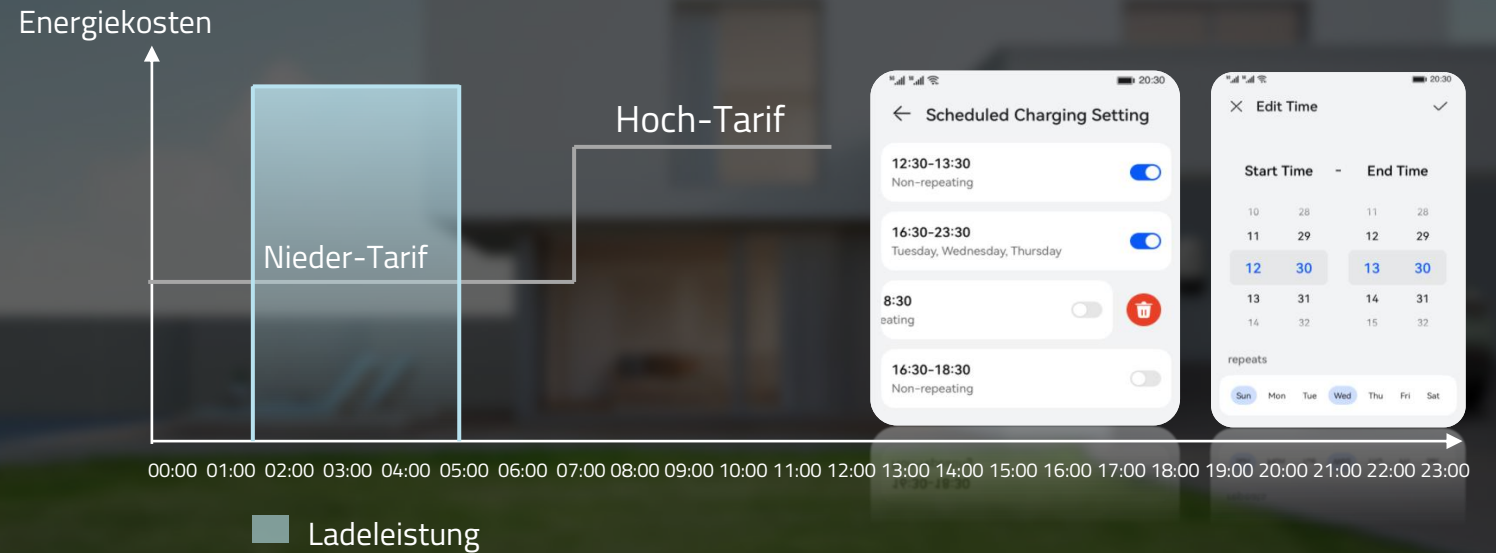 Energiekosten
Hoch-Tarif
Nieder-Tarif
20:30
Scheduled Charging Setting
12:30-13:30
Non-repeating
16:30-23:30
Tuesday, Wednesday, Thursday
8:30
eating
16:30-18:30
Non-repeating
20:30
Edit Time
Start Time - End Time
10 28 11 28
11 29 12 29
12 30 13 30
13 31 14 31
14 32 15 32
repeats
Sun Mon Tue Wed Thu Fri Sat
00:00 01:00 02:00 03:00 04:00 05:00 06:00 07:00 08:00 09:00 10:00 11:00 12:00 13:00 14:00 15:00 16:00 17:00 18:00 19:00 20:00 21:00 22:00 23:00
Ladeleistung